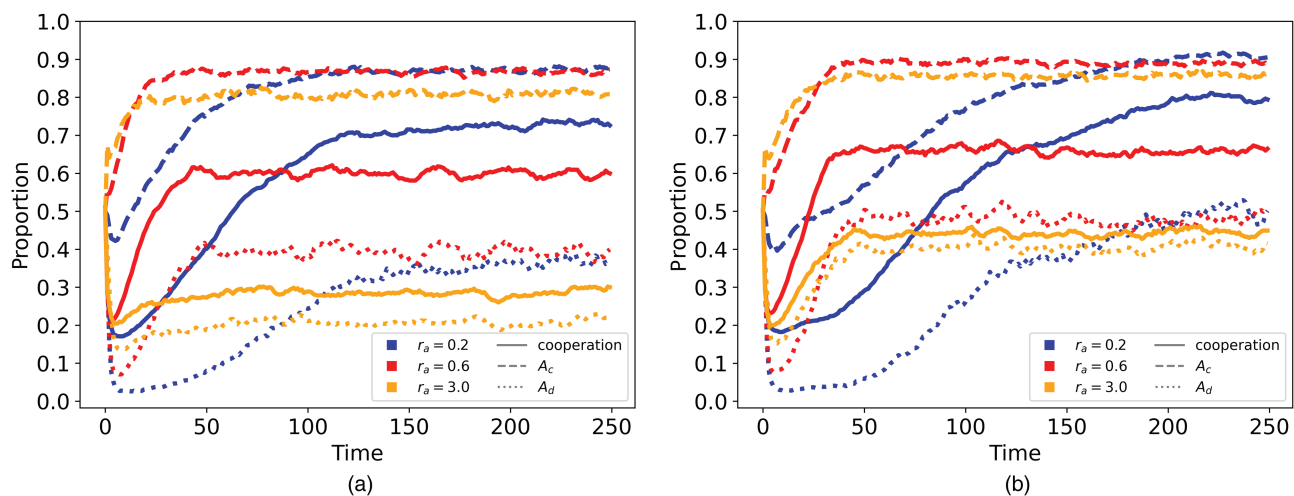 1.0
0.9
0.8
0.7
0.6
0.5
0.4
0.3
0.2
0.1
0.0
Proportion
0 50 100 150 200 250
Time
r_a = 0.2 cooperation
r_a = 0.6 A_c
r_a = 3.0 A_d
(a)
1.0
0.9
0.8
0.7
0.6
0.5
0.4
0.3
0.2
0.1
0.0
Proportion
0 50 100 150 200 250
Time
r_a = 0.2 cooperation
r_a = 0.6 A_c
r_a = 3.0 A_d
(b)